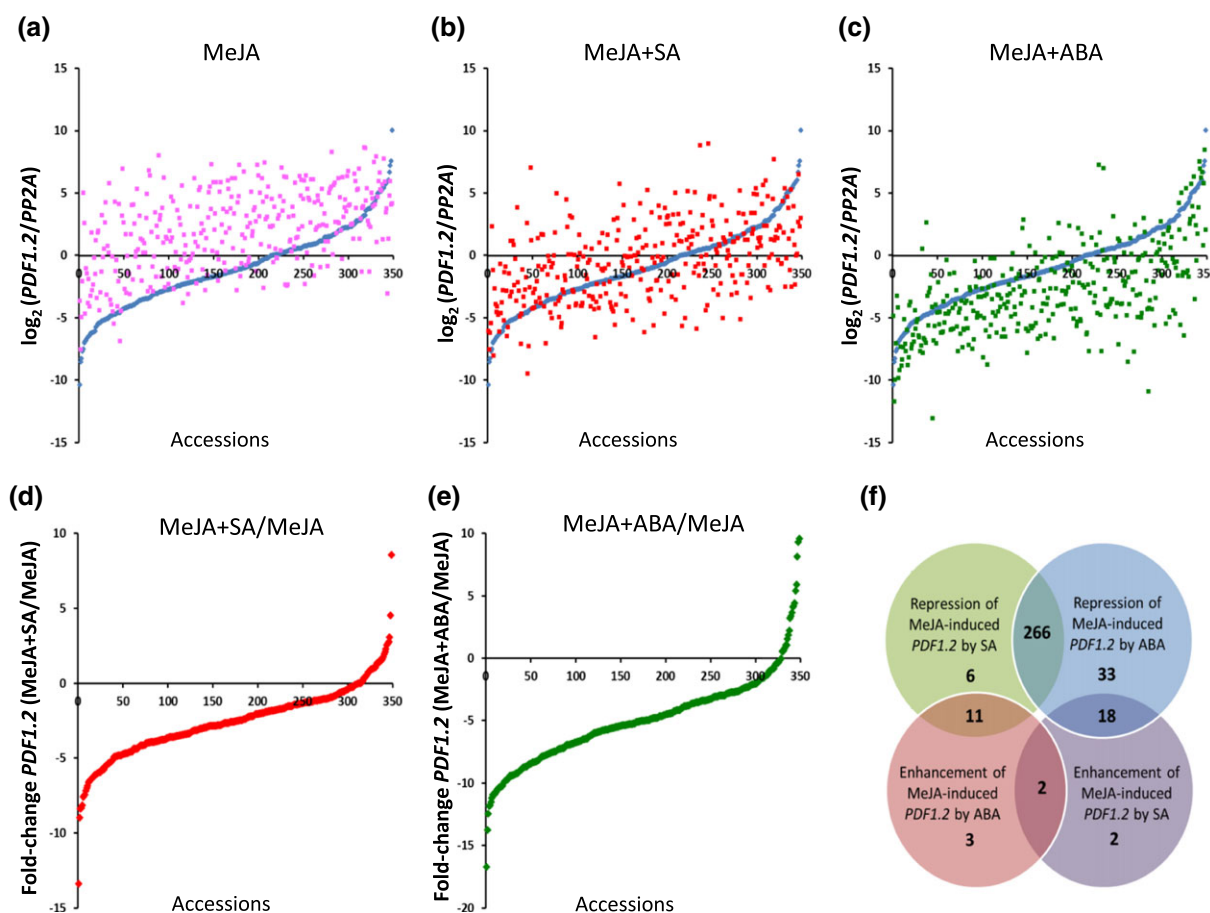 (a)
MeJA
log2(PDF1.2/PP2A)
15
10
5
0
-5
-10
-15
0 50 100 150 200 250 300 350
Accessions
(b)
MeJA+SA
log2(PDF1.2/PP2A)
15
10
5
0
-5
-10
-15
0 50 100 150 200 250 300 350
Accessions
(c)
MeJA+ABA
log2(PDF1.2/PP2A)
15
10
5
0
-5
-10
-15
0 50 100 150 200 250 300 350
Accessions
(d)
MeJA+SA/MeJA
Fold-change PDF1.2 (MeJA+SA/MeJA)
10
5
0
-5
-10
-15
0 50 100 150 200 250 300 350
Accessions
(e)
MeJA+ABA/MeJA
Fold-change PDF1.2 (MeJA+ABA/MeJA)
10
5
0
-5
-10
-15
-20
0 50 100 150 200 250 300 350
Accessions
(f)
Repression of
MeJA-induced
PDF1.2 by SA
6
266
Repression of
MeJA-induced
PDF1.2 by ABA
33
11
18
Enhancement of
MeJA-induced
PDF1.2 by ABA
3
2
Enhancement of
MeJA-induced
PDF1.2 by SA
2